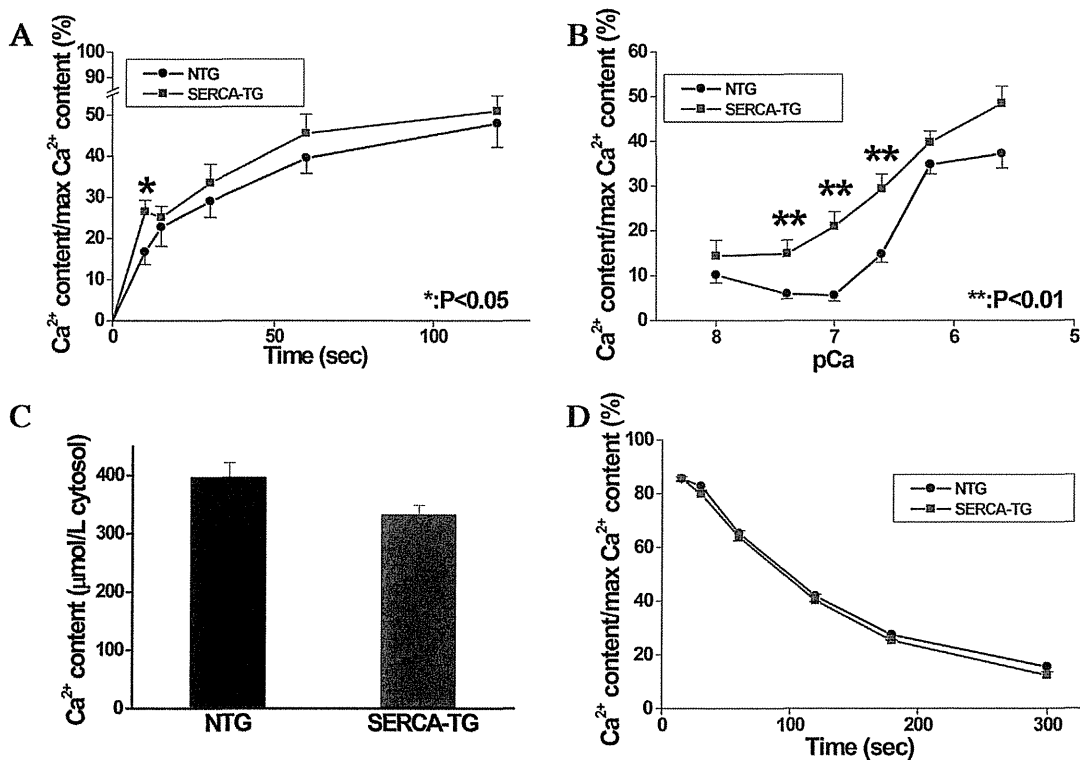 A
Ca2+ content/max Ca2+ content (%)
100
90
50
40
30
20
10
0
NTG
SERCA-TG
*
*:P<0.05
0
50
100
Time (sec)
B
Ca2+ content/max Ca2+ content (%)
60
50
40
30
20
10
0
NTG
SERCA-TG
**
**
**
**:P<0.01
8
7
6
5
pCa
C
Ca2+ content (μmol/L cytosol)
400
300
200
100
0
NTG
SERCA-TG
D
Ca2+ content/max Ca2+ content (%)
100
80
60
40
20
0
NTG
SERCA-TG
0
100
200
300
Time (sec)